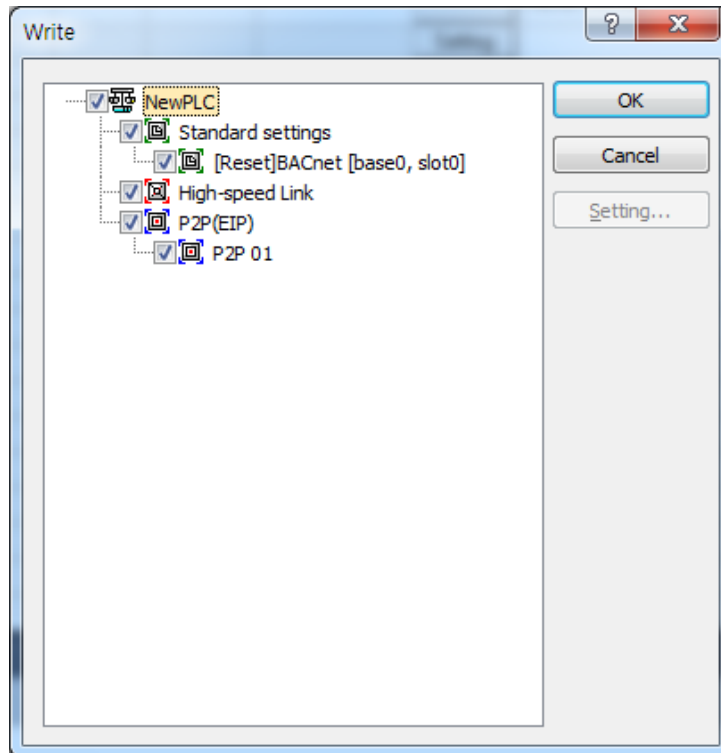 Write
NewPLC
Standard settings
[Reset]BACnet [base0, slot0]
High-speed Link
P2P(EIP)
P2P 01
OK
Cancel
Setting...